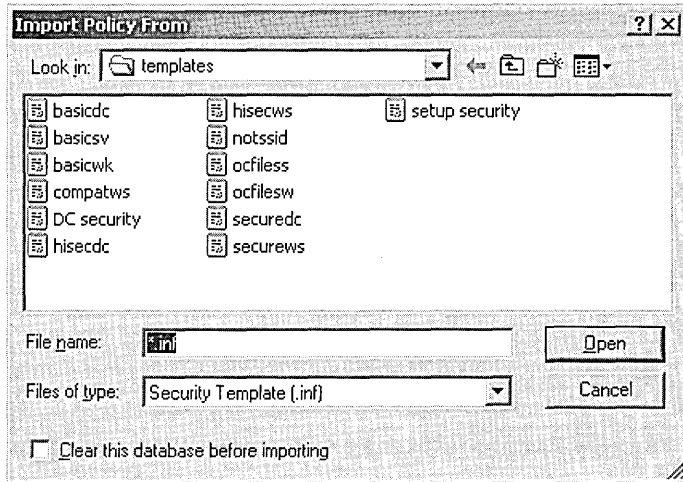 Import Policy From
Look in: templates
basicdc
basicsv
basicwk
compatws
DC security
hisecdc
hisecws
notssid
ocfiless
ocfilesw
securedc
securews
setup security
File name: *.inf
Open
Files of type: Security Template (.inf)
Cancel
Clear this database before importing